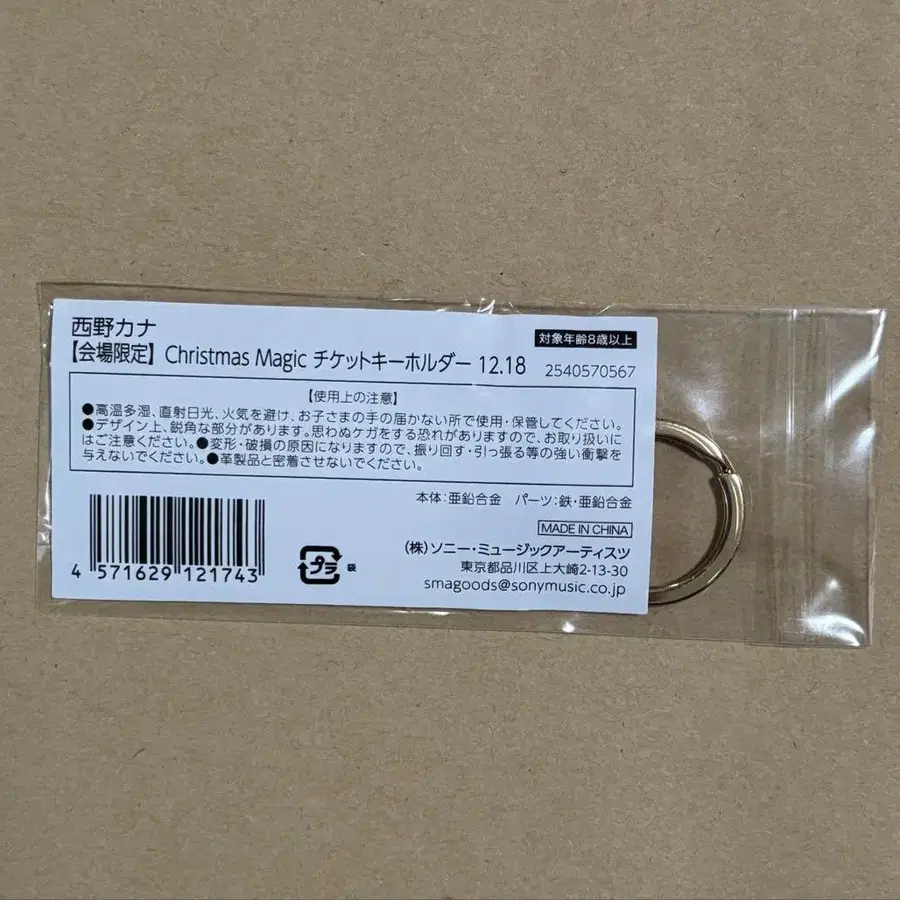 西野カナ
対象年齢8歳以上
【会場限定】 Christmas Magic チケットキーホルダー 12.18
2540570567
【使用上の注意】
●高温多湿、直射日光、火気を避け、お子さまの手の届かない所で使用・保管してください。
●デザイン上、鋭角な部分があります。思わぬケガをする恐れがありますので、お取り扱いに
はご注意ください。●変形・破損の原因になりますので、振り回す・引っ張る等の強い衝撃を
与えないでください。●革製品と密着させないでください。
本体：亜鉛合金 パーツ：鉄・亜鉛合金
MADE IN CHINA
（株）ソニー・ミュージックアーティスツ
東京都品川区上大崎2-13-30
smagoods@sonymusic.co.jp
プラ 袋
4 571629 121743